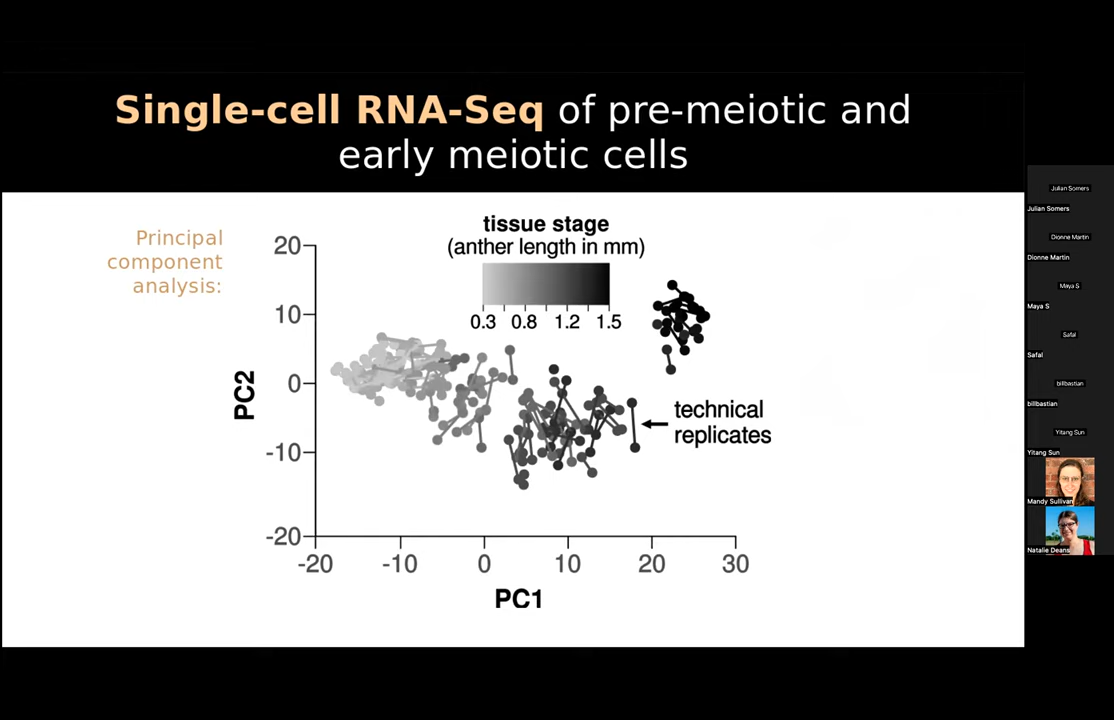 Single-cell RNA-Seq of pre-meiotic and
early meiotic cells
Principal
component
analysis:
tissue stage
(anther length in mm)
0.3 0.8 1.2 1.5
20
10
0
-10
-20
PC2
technical
replicates
-20 -10 0 10 20 30
PC1
Julian Somers
Julian Somers
Dionne Martin
Dionne Martin
Maya S
Maya S
Safal
Safal
billbastian
billbastian
Yitang Sun
Yitang Sun
Mandy Sullivan
Natalie Deans